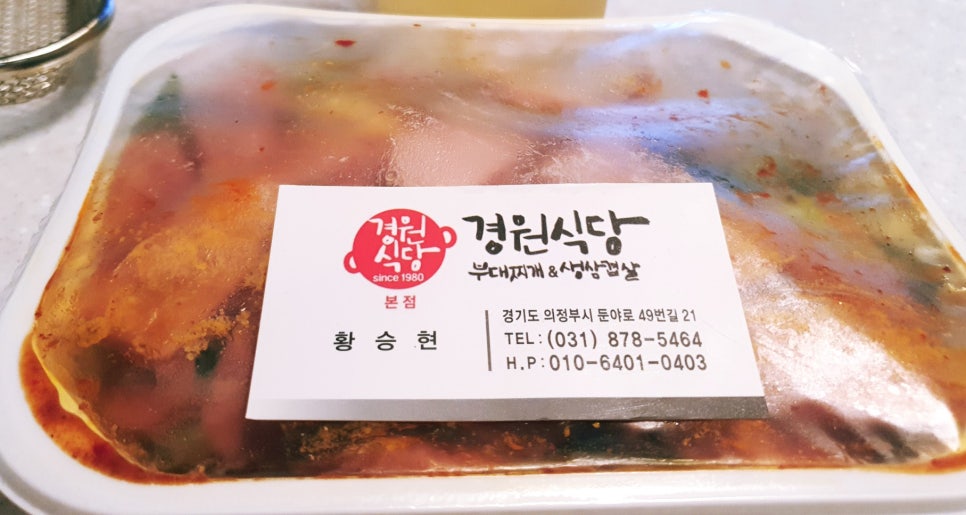 경원
식당
since 1980
본점
황승현
경원식당
부대찌개&생삼겹살
경기도 의정부시 둔야로 49번길 21
TEL:(031) 878-5464
H.P:010-6401-0403